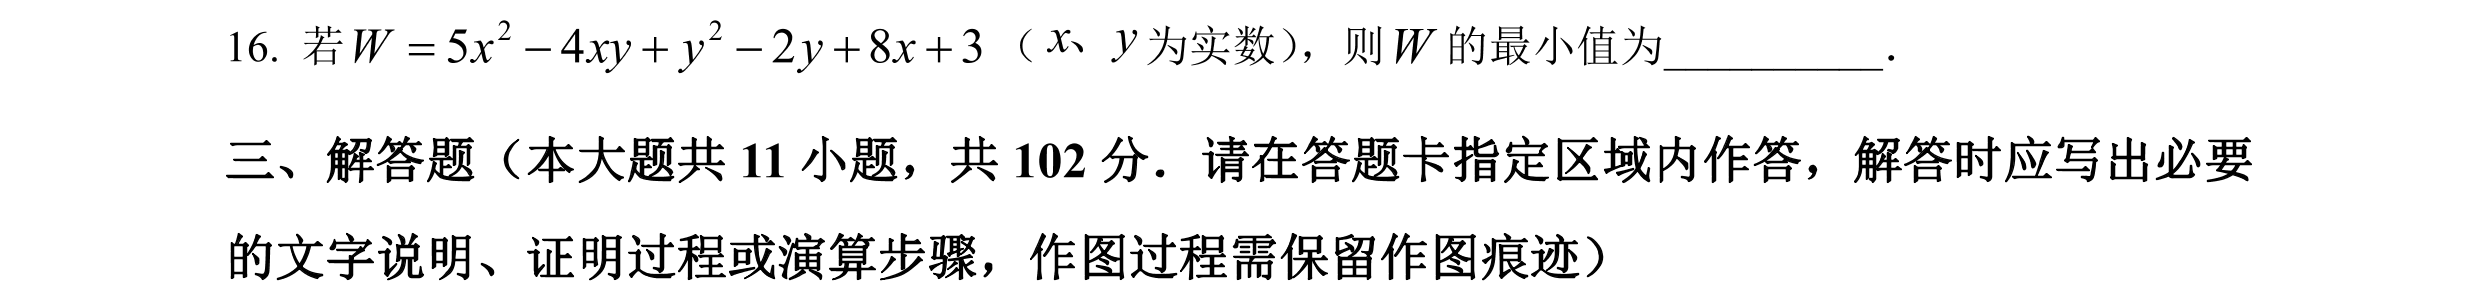 16. 若 W = 5x² − 4xy + y² − 2y + 8x + 3 （x、y为实数），则W 的最小值为__________.
三、解答题（本大题共 11 小题，共 102 分．请在答题卡指定区域内作答，解答时应写出必要
的文字说明、证明过程或演算步骤，作图过程需保留作图痕迹）